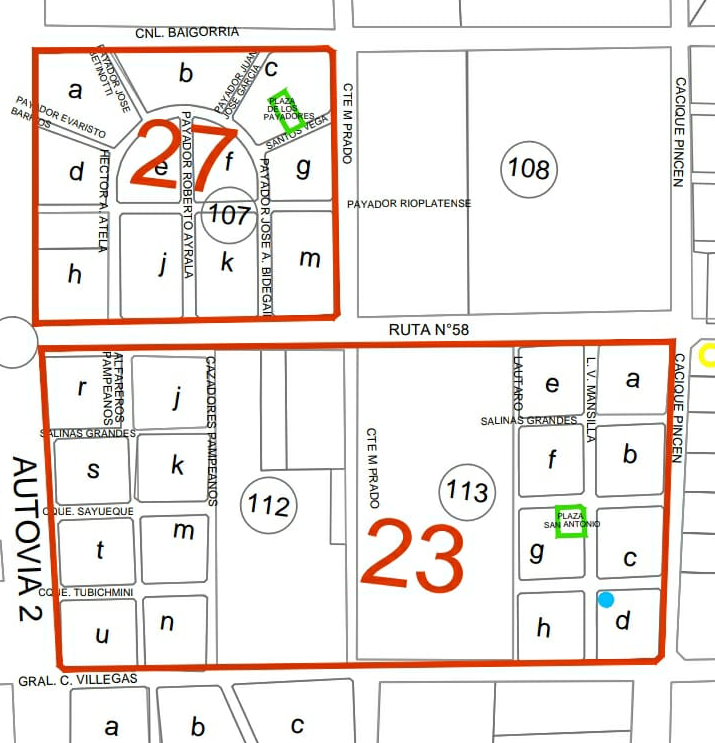 CNL. BAIGORRIA
a
PAYADOR JOSE
BETINOTTI
b
PAYADOR JUAN
JOSE GARCIA
c
PLAZA
DE LOS
PAYADORES
SANTOS VEGA
PAYADOR EVARISTO
BARRIOS
27
d
HECTOR A. ATELA
e
PAYADOR ROBERTO AYRALA
f
107
PAYADOR JOSE A. BIDEGAI
g
h
j
k
m
CTE M PRADO
PAYADOR RIOPLATENSE
108
CACIQUE PINCEN
RUTA N°58
r
ALFAREROS
PAMPEANOS
j
CAZADORES PAMPEANOS
SALINAS GRANDES
s
k
CQUE. SAYUEQUE
t
m
CQUE. TUBICHMINI
u
n
AUTOVIA 2
112
CTE M PRADO
113
23
LAUTARO
e
L. V. MANSILLA
a
CACIQUE PINCEN
SALINAS GRANDES
f
b
PLAZA
SAN ANTONIO
g
c
h
d
GRAL. C. VILLEGAS
a
b
c